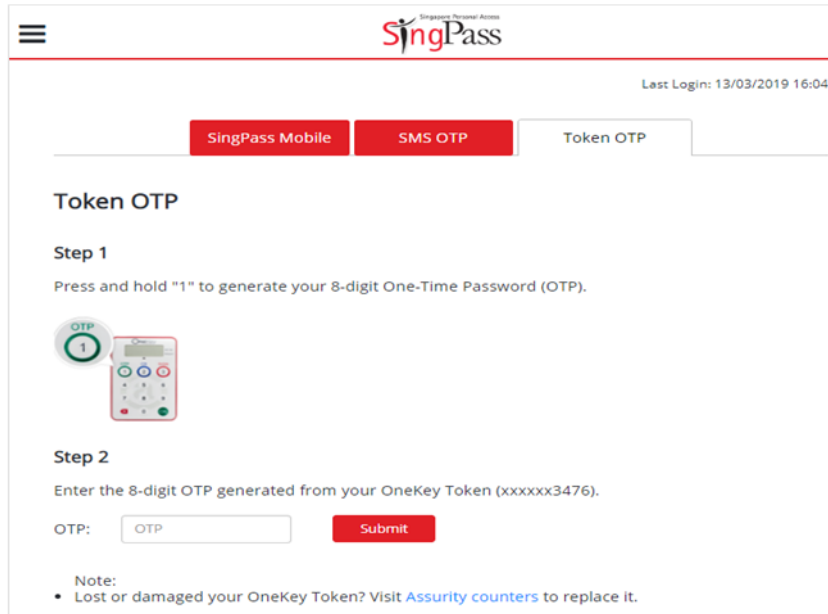 Singapore Personal Access
SingPass
Last Login: 13/03/2019 16:04
SingPass Mobile
SMS OTP
Token OTP
Token OTP
Step 1
Press and hold "1" to generate your 8-digit One-Time Password (OTP).
OTP
1
Step 2
Enter the 8-digit OTP generated from your OneKey Token (xxxxxx3476).
OTP:
OTP
Submit
Note:
• Lost or damaged your OneKey Token? Visit Assurity counters to replace it.